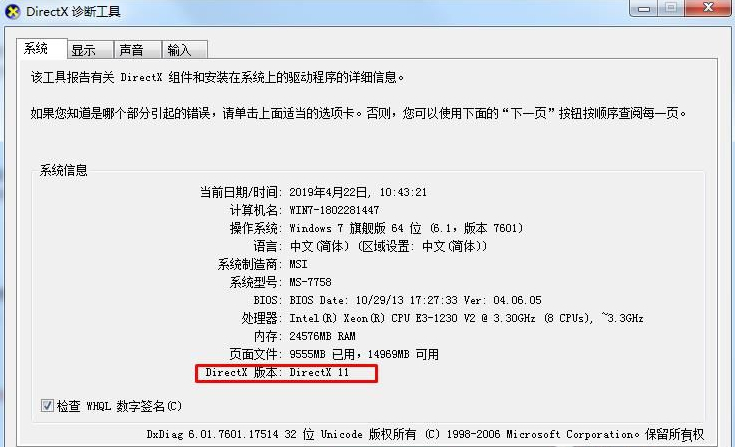 DirectX 诊断工具
系统 显示 声音 输入
该工具报告有关 DirectX 组件和安装在系统上的驱动程序的详细信息。
如果您知道是哪个部分引起的错误，请单击上面适当的选项卡。否则，您可以使用下面的“下一页”按钮按顺序查阅每一页。
系统信息
当前日期/时间: 2019年4月22日, 10:43:21
计算机名: WIN7-1802281447
操作系统: Windows 7 旗舰版 64 位 (6.1, 版本 7601)
语言: 中文(简体) (区域设置: 中文(简体))
系统制造商: MSI
系统型号: MS-7758
BIOS: BIOS Date: 10/29/13 17:27:33 Ver: 04.06.05
处理器: Intel(R) Xeon(R) CPU E3-1230 V2 @ 3.30GHz (8 CPUs), ~3.3GHz
内存: 24576MB RAM
页面文件: 9555MB 已用, 14969MB 可用
DirectX 版本: DirectX 11
检查 WHQL 数字签名(C)
DxDiag 6.01.7601.17514 32 位 Unicode 版权所有 (C) 1998-2006 Microsoft Corporation。保留所有权